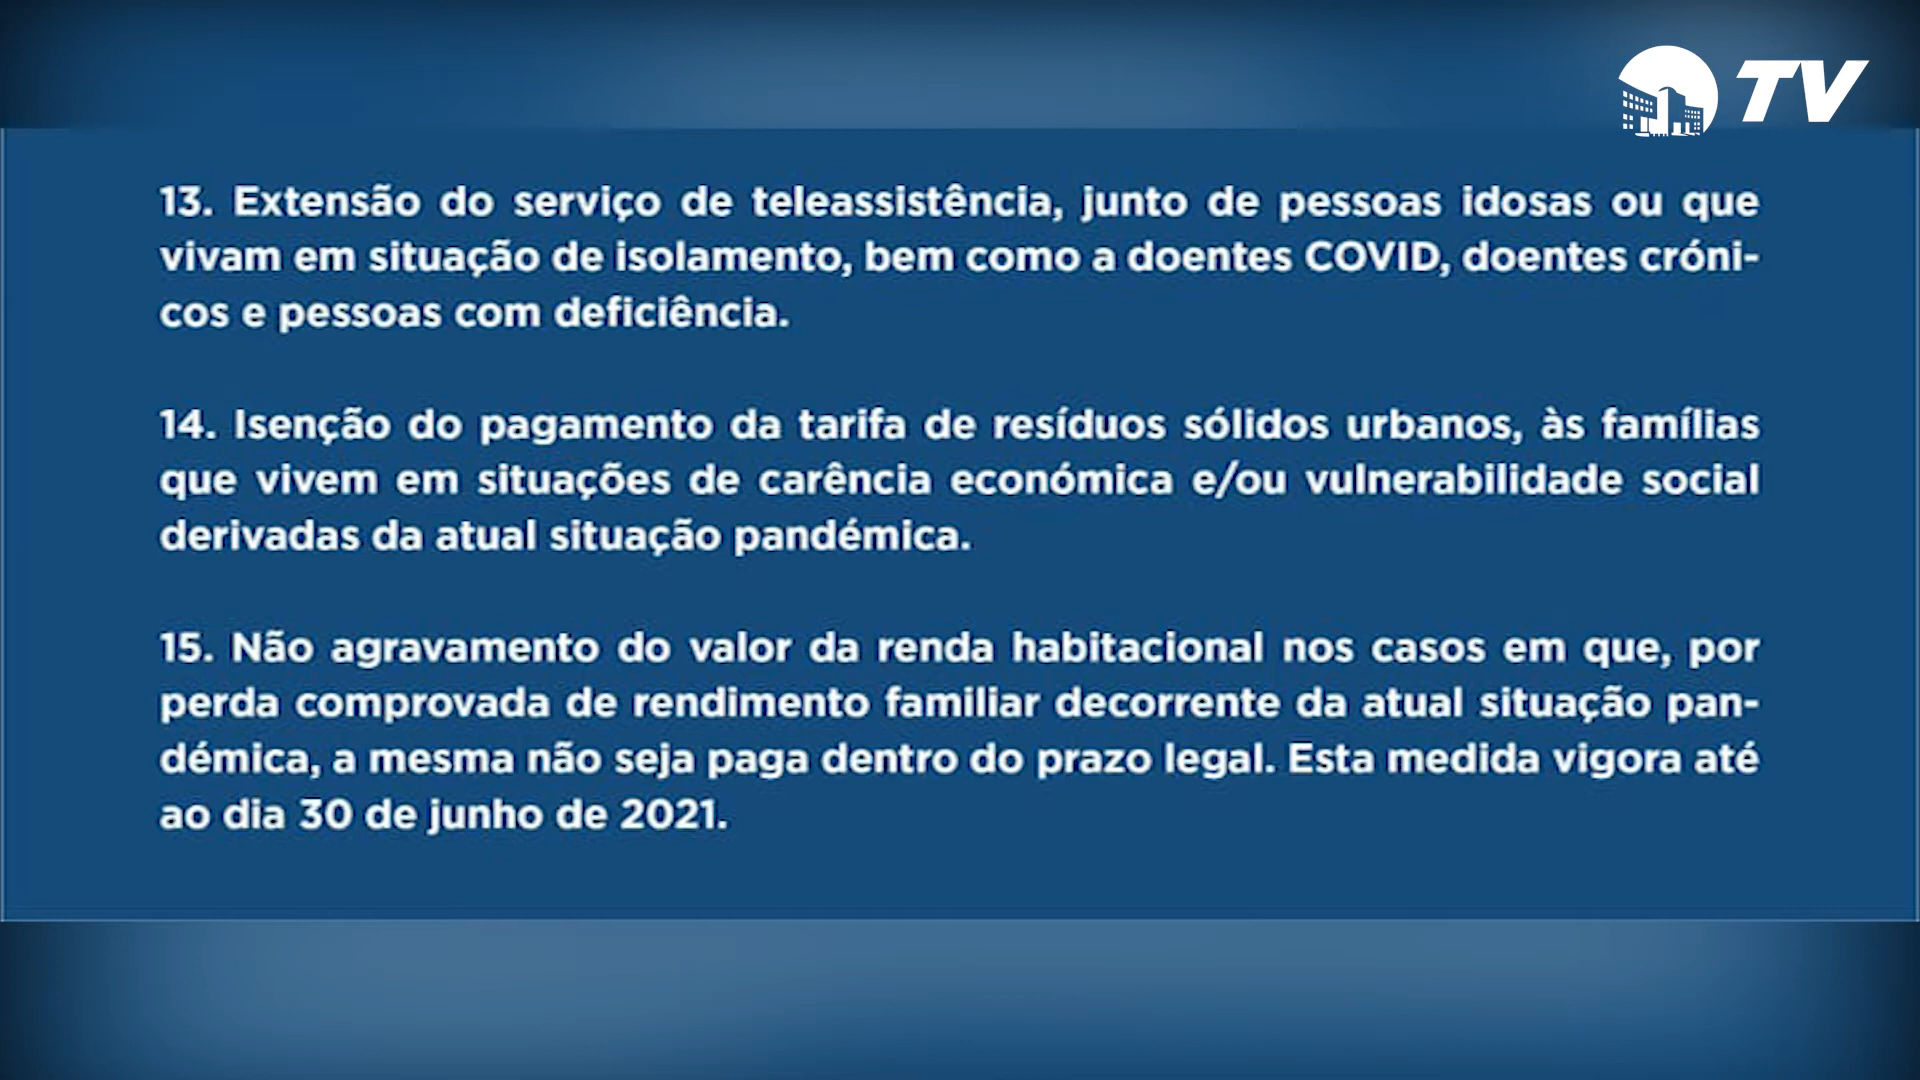 TV
13. Extensão do serviço de teleassistência, junto de pessoas idosas ou que
vivam em situação de isolamento, bem como a doentes COVID, doentes cróni-
cos e pessoas com deficiência.
14. Isenção do pagamento da tarifa de resíduos sólidos urbanos, às famílias
que vivem em situações de carência económica e/ou vulnerabilidade social
derivadas da atual situação pandémica.
15. Não agravamento do valor da renda habitacional nos casos em que, por
perda comprovada de rendimento familiar decorrente da atual situação pan-
démica, a mesma não seja paga dentro do prazo legal. Esta medida vigora até
ao dia 30 de junho de 2021.